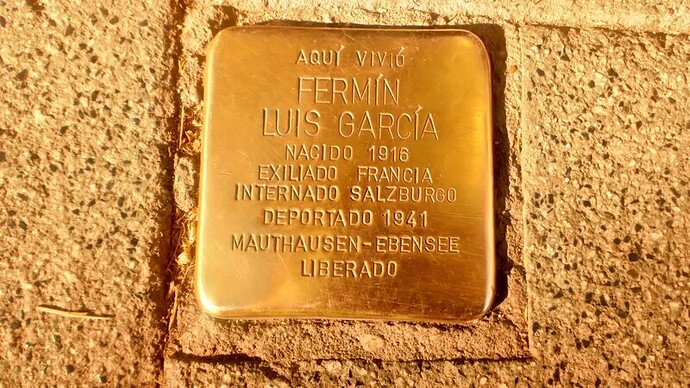 AQUÍ VIVIÓ
FERMÍN
LUIS GARCÍA
NACIDO 1916
EXILIADO FRANCIA
INTERNADO SALZBURGO
DEPORTADO 1941
MAUTHAUSEN-EBENSEE
LIBERADO